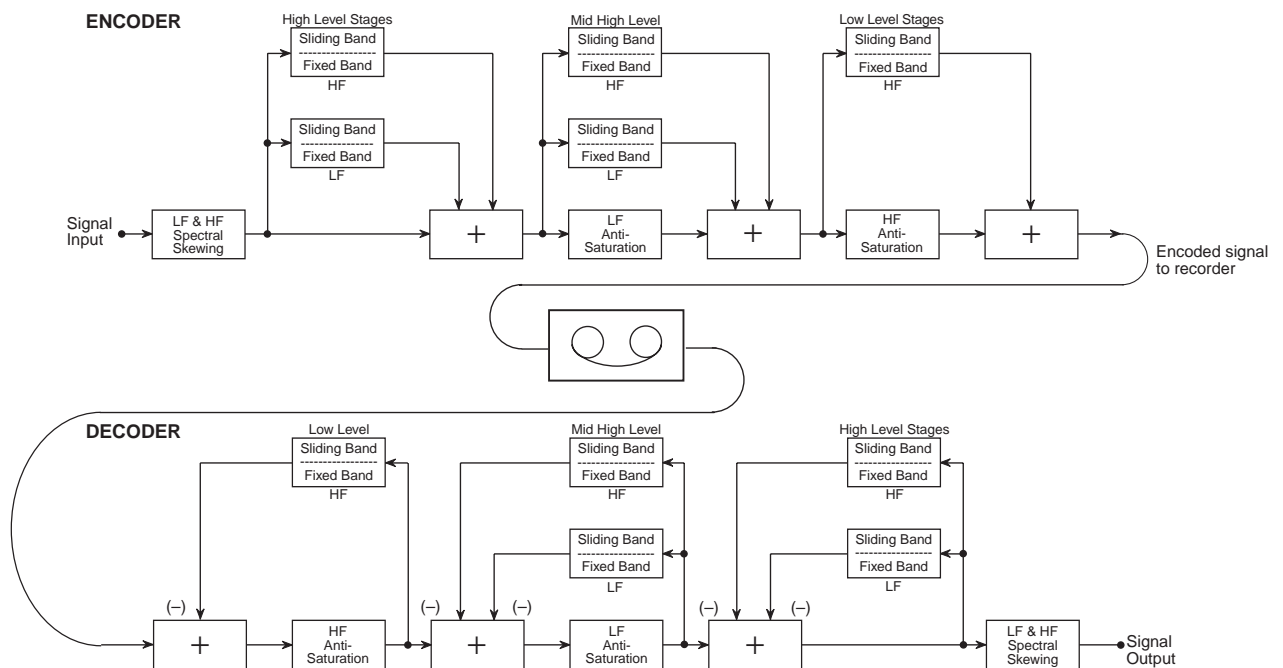 ENCODER
High Level Stages
Mid High Level
Low Level Stages
Sliding Band
Fixed Band
HF
Sliding Band
Fixed Band
HF
Sliding Band
Fixed Band
HF
Sliding Band
Fixed Band
LF
Sliding Band
Fixed Band
LF
Signal
Input
LF & HF
Spectral
Skewing
+
LF
Anti-
Saturation
+
HF
Anti-
Saturation
+
Encoded signal
to recorder
DECODER
Low Level
Mid High Level
High Level Stages
Sliding Band
Fixed Band
HF
Sliding Band
Fixed Band
HF
Sliding Band
Fixed Band
HF
Sliding Band
Fixed Band
LF
Sliding Band
Fixed Band
LF
(–)
(–)
(–)
(–)
(–)
+
HF
Anti-
Saturation
+
LF
Anti-
Saturation
+
LF & HF
Spectral
Skewing
Signal
Output